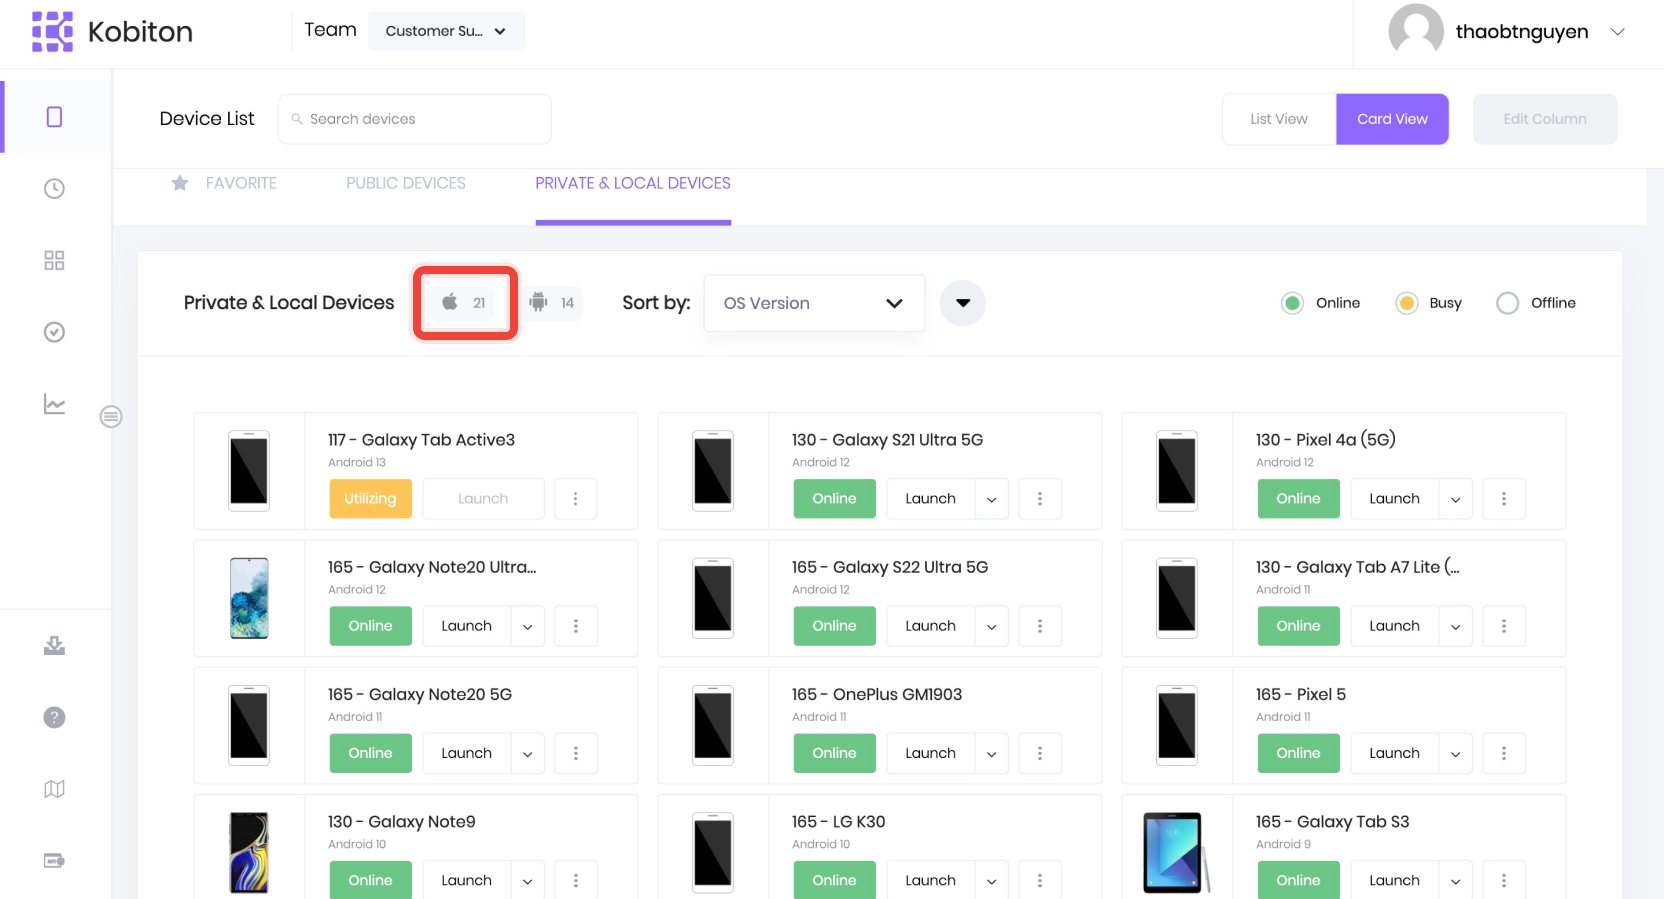 Kobiton
Team
Customer Su...
thaobtnguyen
Device List
Search devices
List View
Card View
Edit Column
FAVORITE
PUBLIC DEVICES
PRIVATE & LOCAL DEVICES
Private & Local Devices
21
14
Sort by:
OS Version
Online
Busy
Offline
117 - Galaxy Tab Active3
Android 13
Utilizing
Launch
130 - Galaxy S21 Ultra 5G
Android 12
Online
Launch
130 - Pixel 4a (5G)
Android 12
Online
Launch
165 - Galaxy Note20 Ultra...
Android 12
Online
Launch
165 - Galaxy S22 Ultra 5G
Android 12
Online
Launch
130 - Galaxy Tab A7 Lite (...
Android 11
Online
Launch
165 - Galaxy Note20 5G
Android 11
Online
Launch
165 - OnePlus GM1903
Android 11
Online
Launch
165 - Pixel 5
Android 11
Online
Launch
130 - Galaxy Note9
Android 10
Online
Launch
165 - LG K30
Android 10
Online
Launch
165 - Galaxy Tab S3
Android 9
Online
Launch